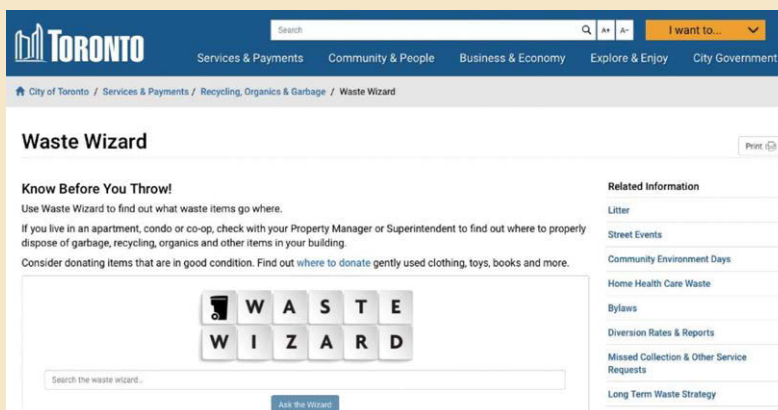 TORONTO
Search
A+ A-
I want to...
Services & Payments Community & People Business & Economy Explore & Enjoy City Government
City of Toronto / Services & Payments / Recycling, Organics & Garbage / Waste Wizard
Waste Wizard
Print
Know Before You Throw!
Use Waste Wizard to find out what waste items go where.
If you live in an apartment, condo or co-op, check with your Property Manager or Superintendent to find out where to properly
dispose of garbage, recycling, organics and other items in your building.
Consider donating items that are in good condition. Find out where to donate gently used clothing, toys, books and more.
WASTE
WIZARD
Search the waste wizard..
Ask the Wizard
Related Information
Litter
Street Events
Community Environment Days
Home Health Care Waste
Bylaws
Diversion Rates & Reports
Missed Collection & Other Service
Requests
Long Term Waste Strategy